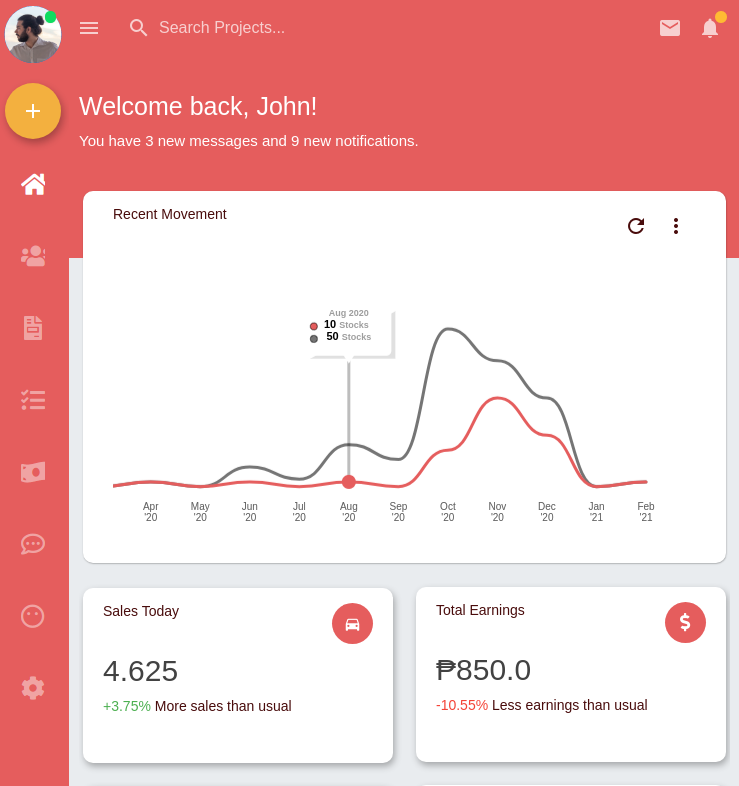 Search Projects...
Welcome back, John!
You have 3 new messages and 9 new notifications.
Recent Movement
Aug 2020
10 Stocks
50 Stocks
Apr May Jun Jul Aug Sep Oct Nov Dec Jan Feb
'20 '20 '20 '20 '20 '20 '20 '20 '20 '21 '21
Sales Today
4.625
+3.75% More sales than usual
Total Earnings
₱850.0
-10.55% Less earnings than usual